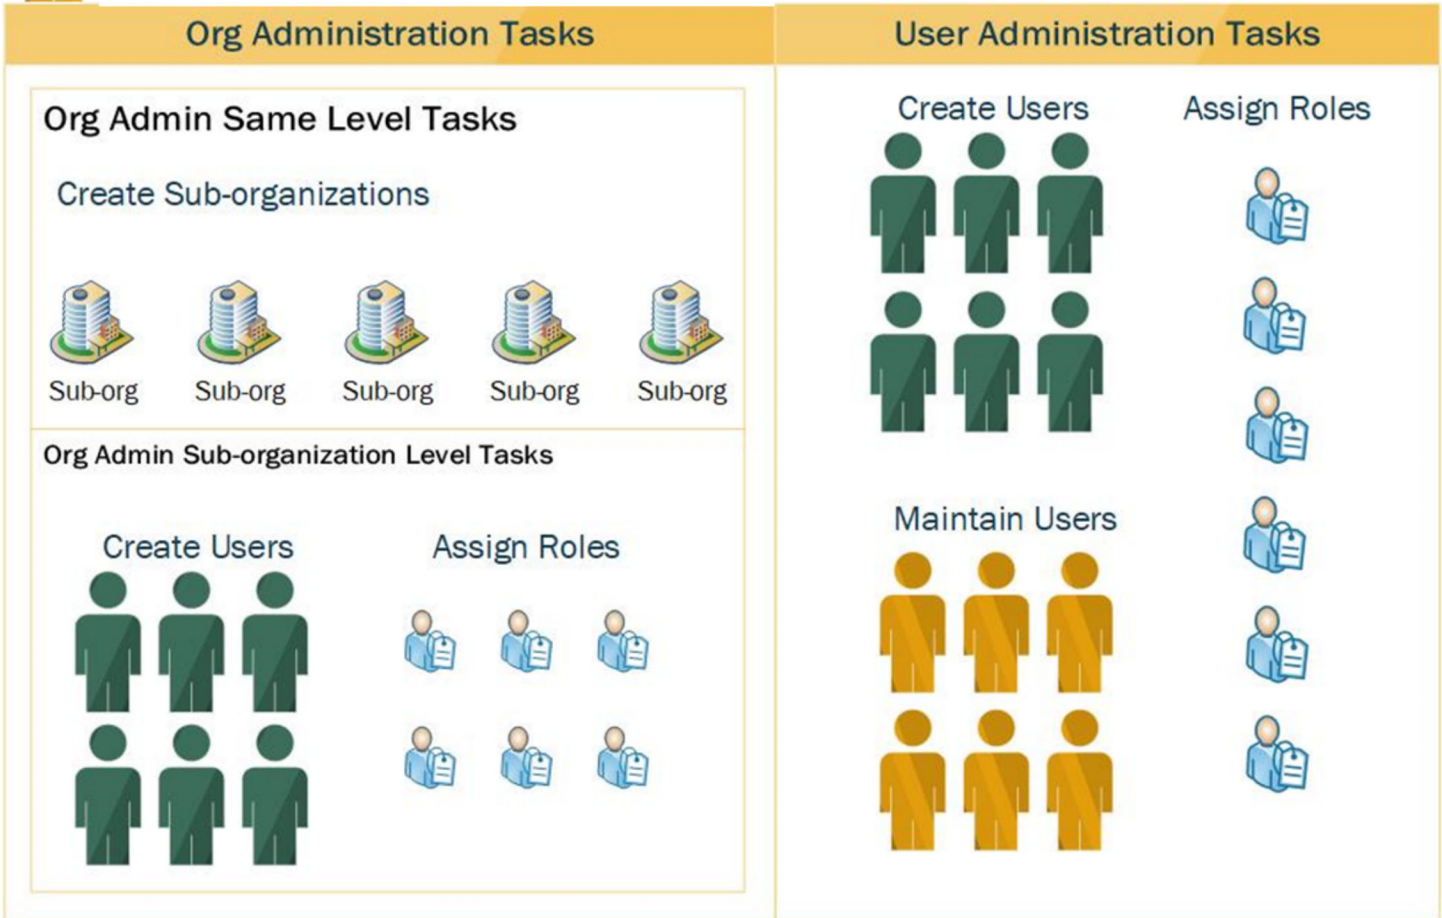 Org Administration Tasks
Org Admin Same Level Tasks
Create Sub-organizations
Sub-org Sub-org Sub-org Sub-org Sub-org
Org Admin Sub-organization Level Tasks
Create Users Assign Roles
User Administration Tasks
Create Users Assign Roles
Maintain Users